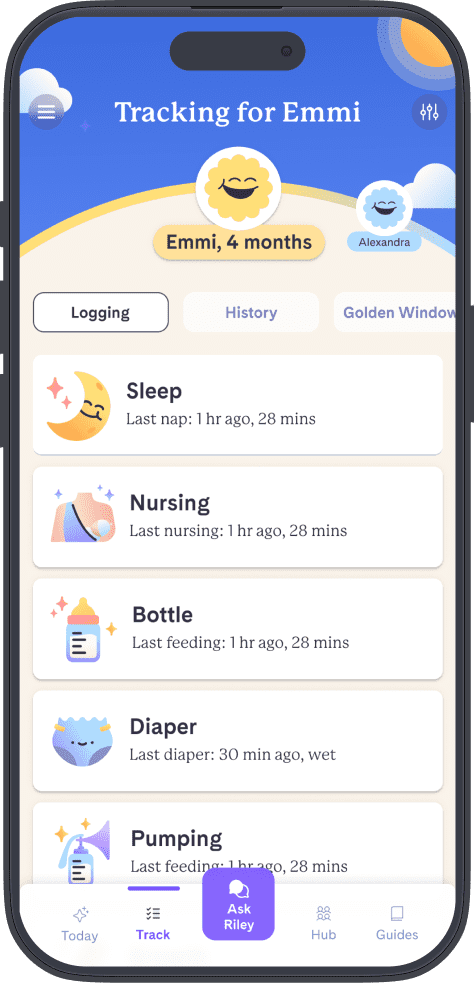 Tracking for Emmi
Emmi, 4 months
Alexandra
Logging
History
Golden Window
Sleep
Last nap: 1 hr ago, 28 mins
Nursing
Last nursing: 1 hr ago, 28 mins
Bottle
Last feeding: 1 hr ago, 28 mins
Diaper
Last diaper: 30 min ago, wet
Pumping
Last feeding: 1 hr ago, 28 mins
Today
Track
Ask
Riley
Hub
Guides